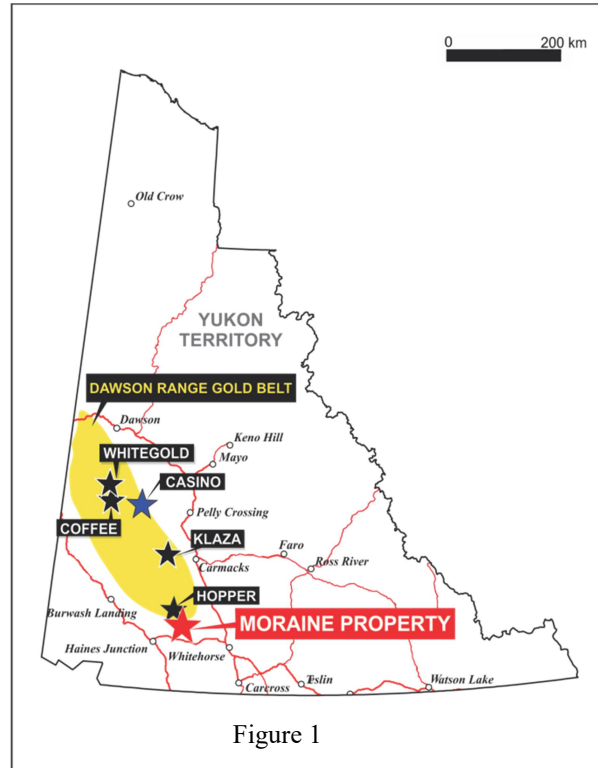 0 200 km
Old Crow
YUKON
TERRITORY
DAWSON RANGE GOLD BELT
Dawson
Keno Hill
WHITEGOLD
Mayo
CASINO
Pelly Crossing
COFFEE
KLAZA
Faro
Ross River
Carmacks
HOPPER
Burwash Landing
MORAINE PROPERTY
Haines Junction
Whitehorse
Teslin
Watson Lake
Carcross
Figure 1